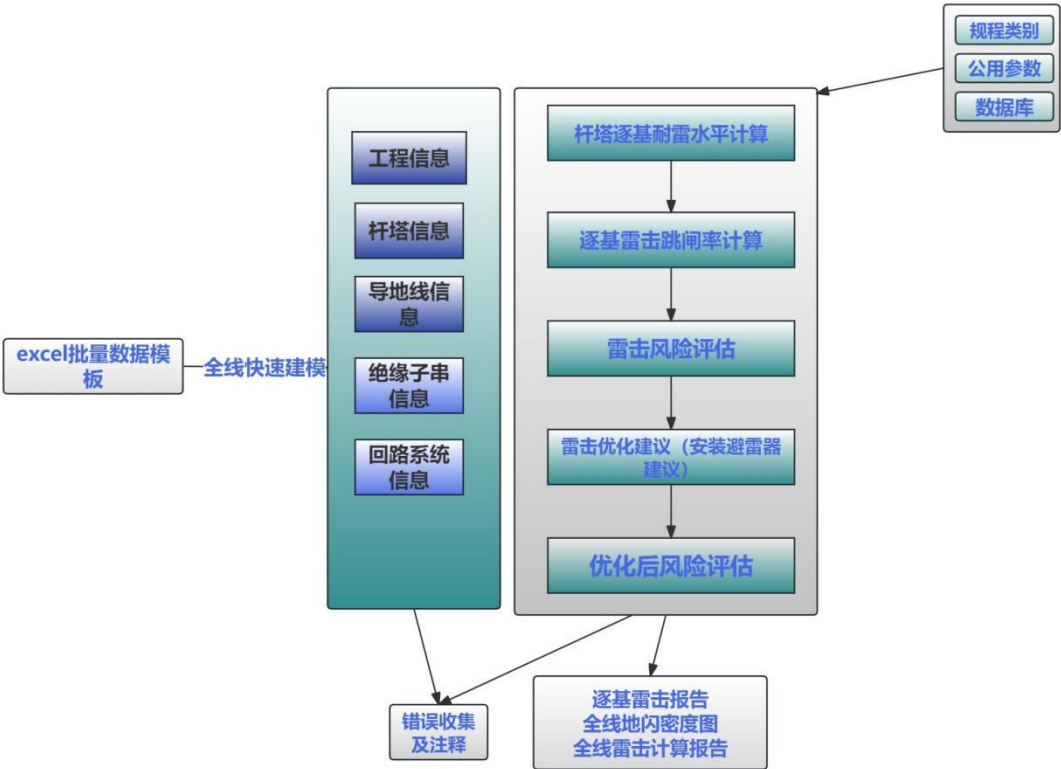 规程类别
公用参数
数据库
工程信息
杆塔信息
导地线信
息
绝缘子串
信息
回路系统
信息
excel批量数据模
板
全线快速建模
杆塔逐基耐雷水平计算
逐基雷击跳闸率计算
雷击风险评估
雷击优化建议（安装避雷器
建议）
优化后风险评估
错误收集
及注释
逐基雷击报告
全线地闪密度图
全线雷击计算报告